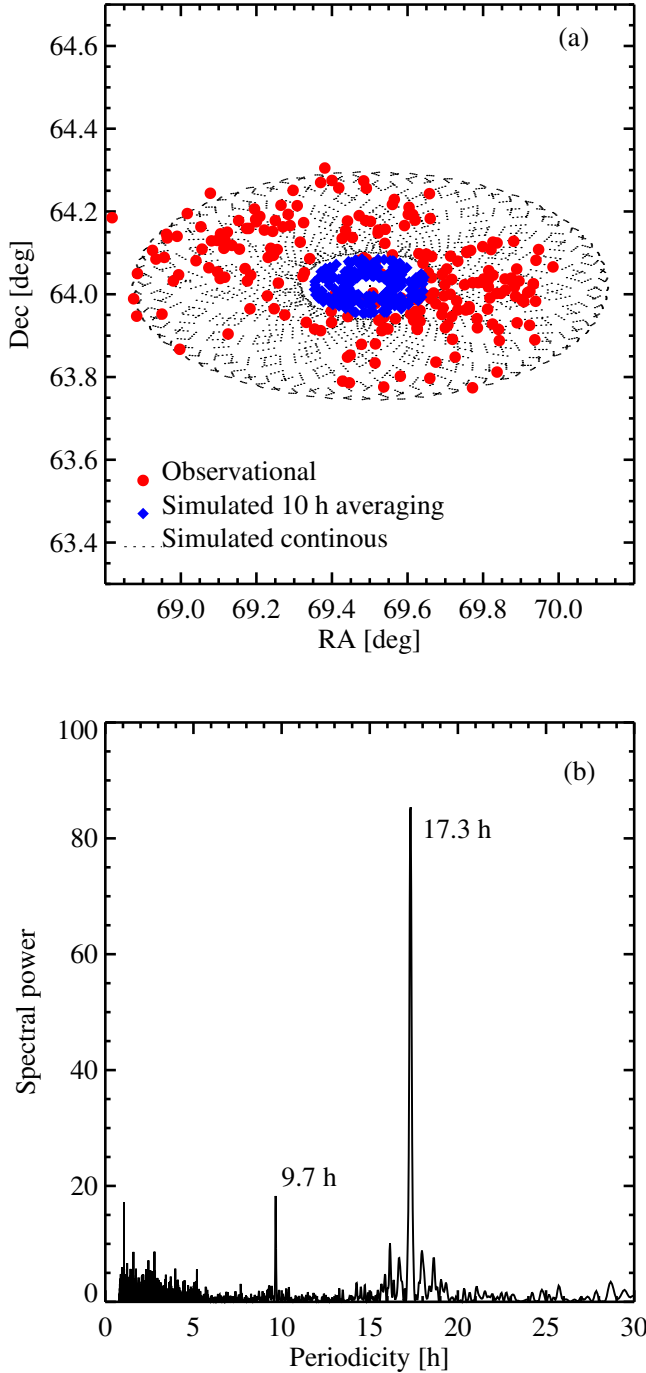 (a)
64.6
64.4
64.2
64.0
63.8
63.6
63.4
Dec [deg]
Observational
Simulated 10 h averaging
Simulated continous
69.0 69.2 69.4 69.6 69.8 70.0
RA [deg]
(b)
100
80
60
40
20
0
Spectral power
17.3 h
9.7 h
0 5 10 15 20 25 30
Periodicity [h]